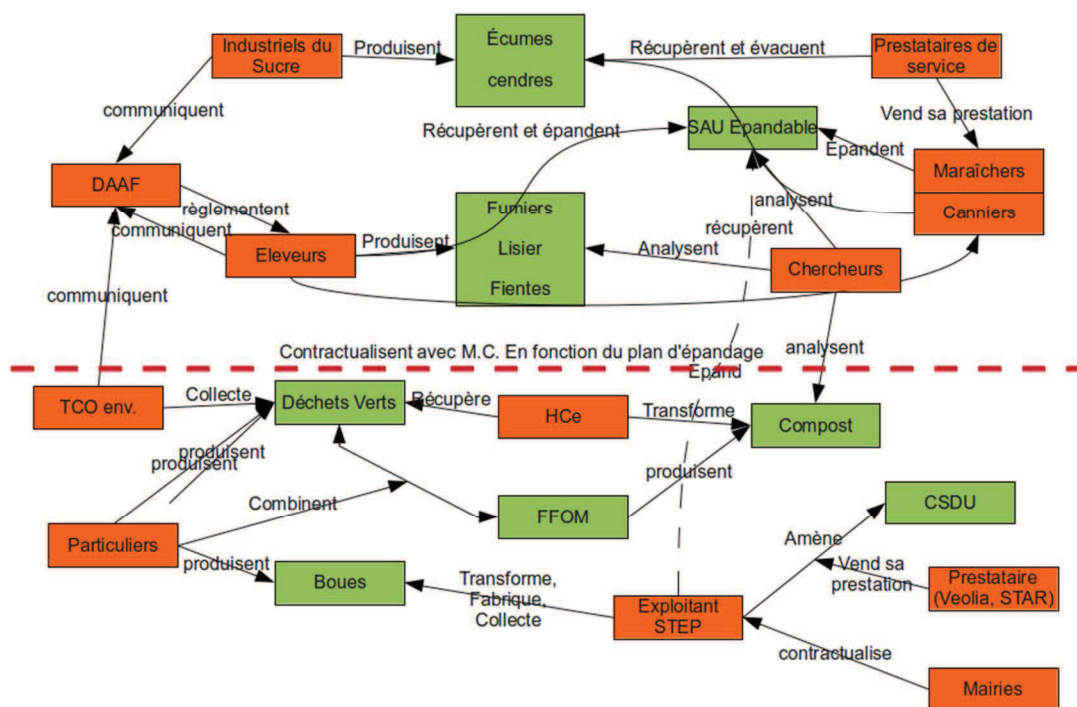 Industriels du
Sucre
Produisent
Écumes
cendres
Récupèrent et évacuent
Prestataires de
service
communiquent
Récupèrent et épandent
SAU Epandable
Vend sa prestation
Épandent
DAAF
Maraîchers
règlementent
communiquent
analysent
récupèrent
Canniers
Eleveurs
Produisent
Fumiers
Lisier
Fientes
Analysent
Chercheurs
communiquent
Contractualisent avec M.C. En fonction du plan d'épandage
analysent
Epand
TCO env.
Collecte
Déchets Verts
Récupère
HCe
Transforme
Compost
produisent
produisent
produisent
Combinent
FFOM
CSDU
Particuliers
produisent
Boues
Transforme,
Fabrique,
Collecte
Exploitant
STEP
Amène
Vend sa
prestation
Prestataire
(Veolia, STAR)
contractualise
Mairies